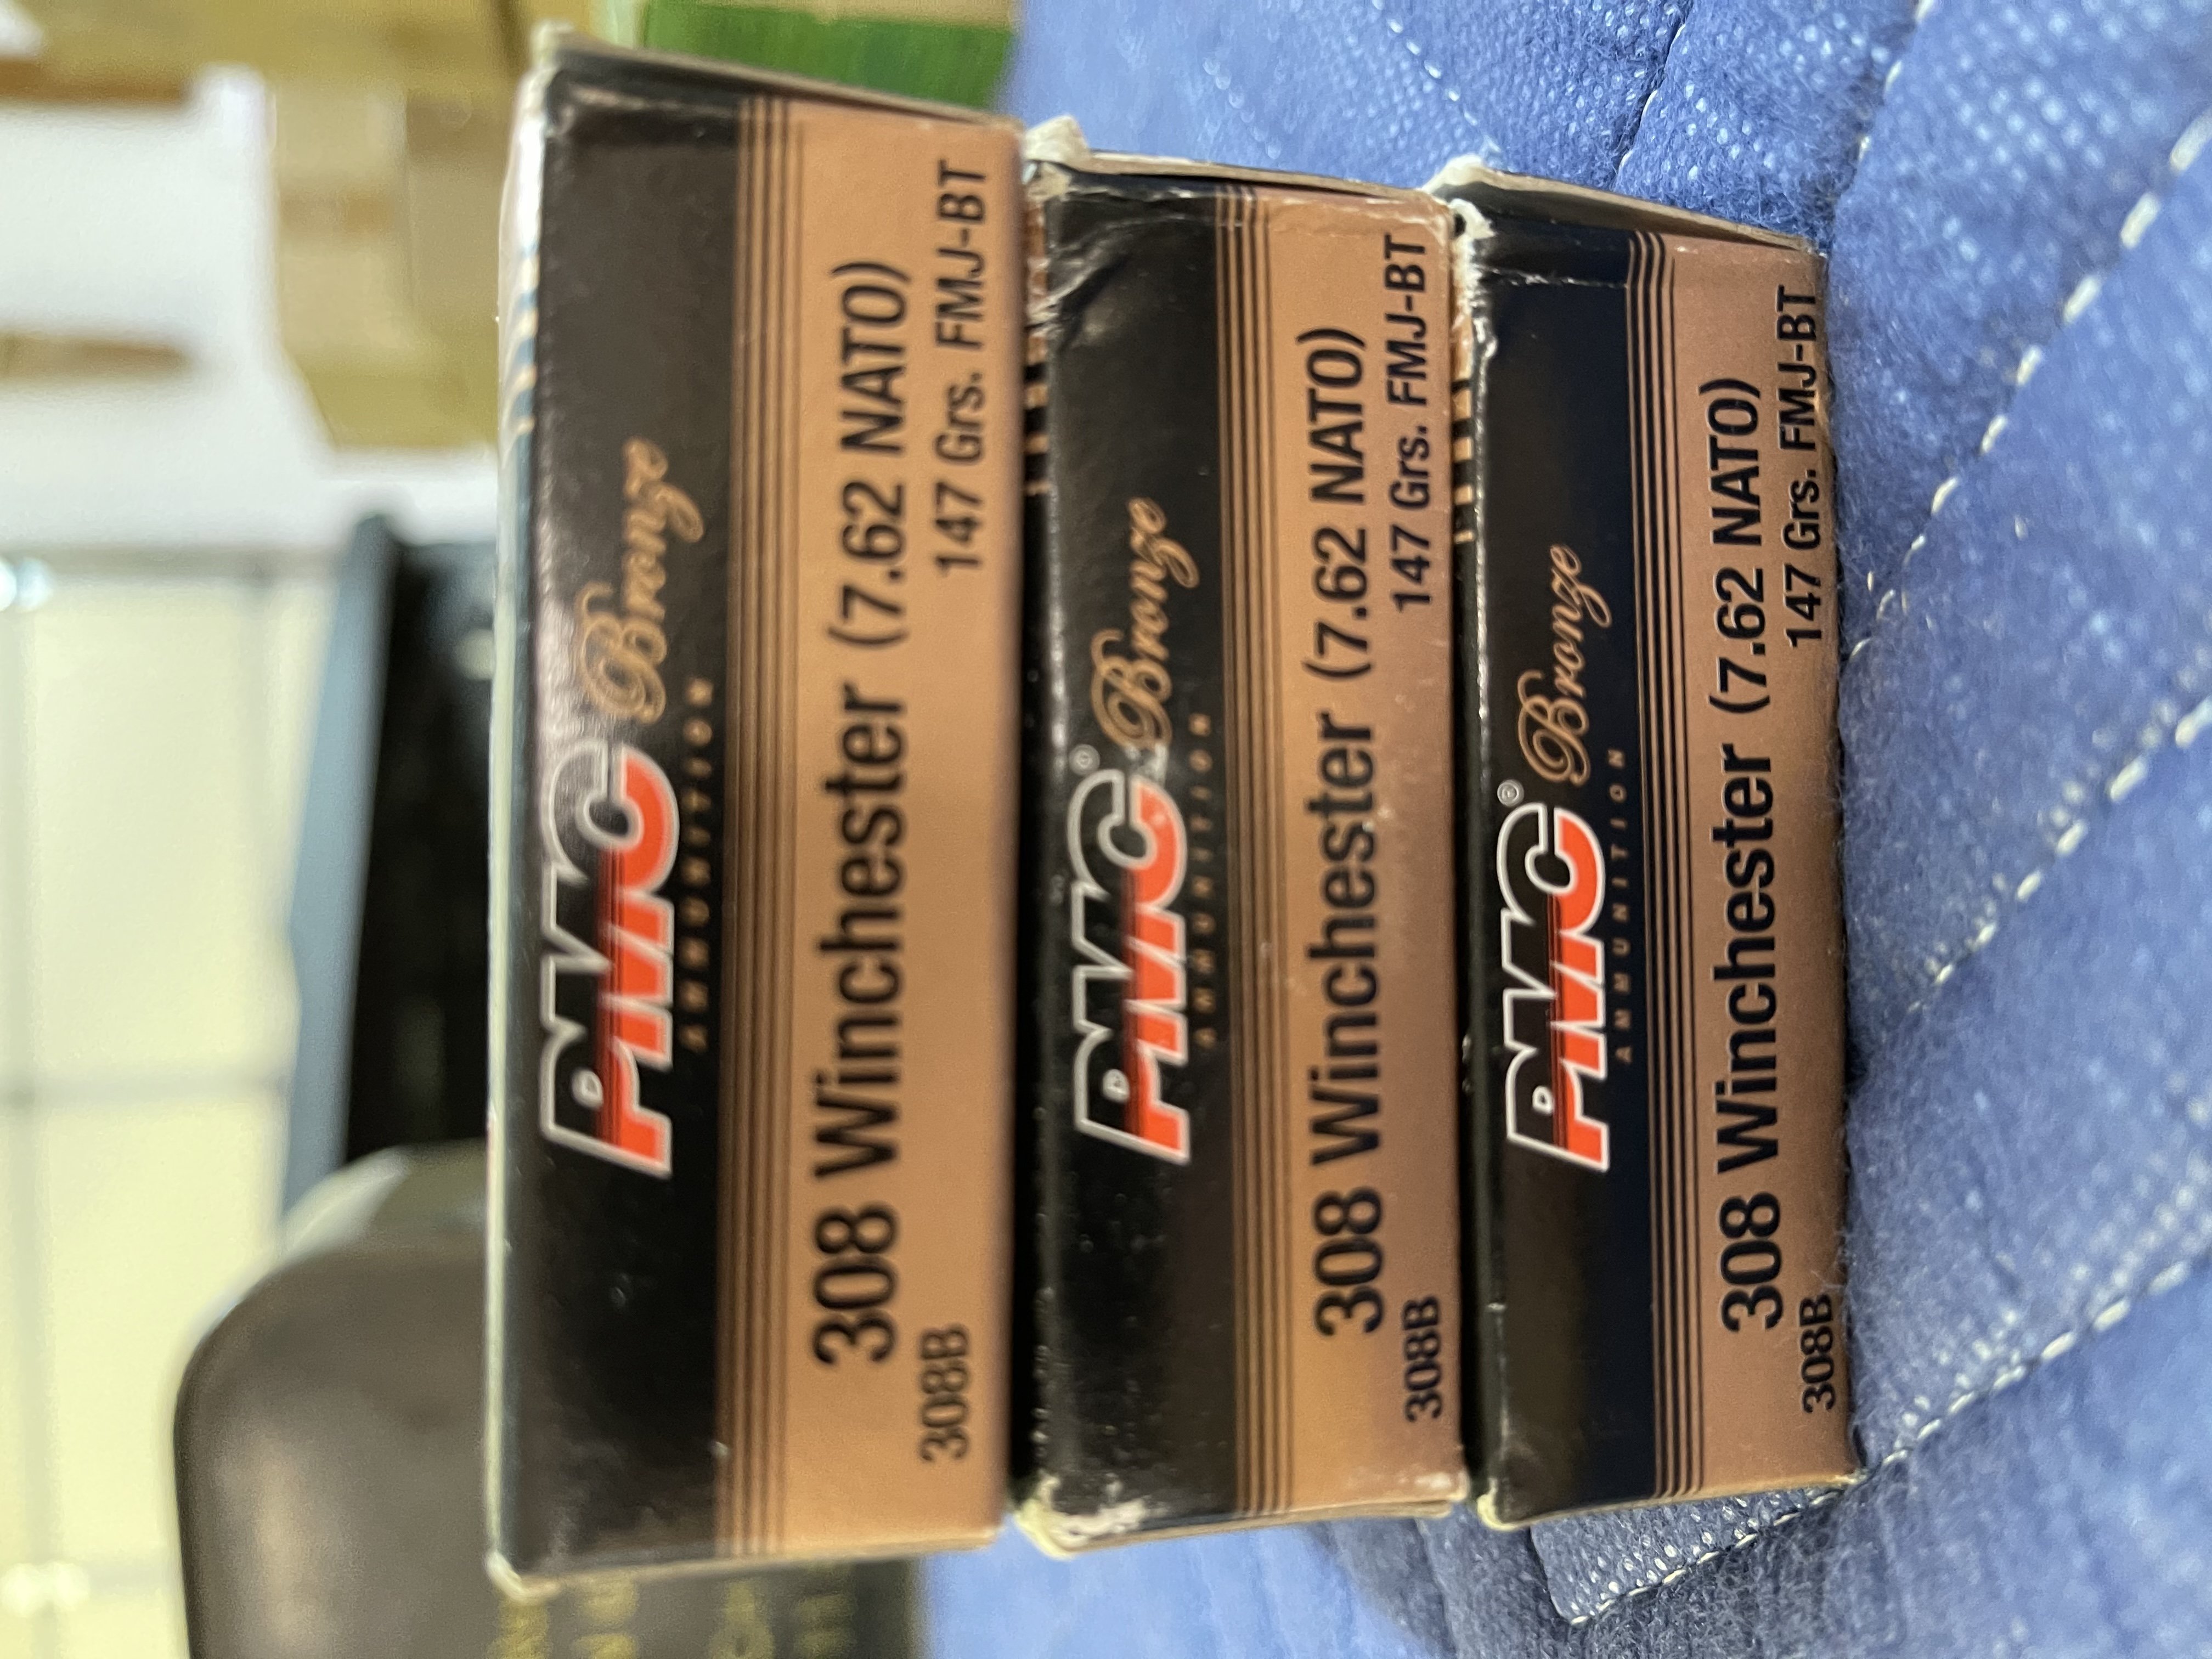 PMC® Bronze
AMMUNITION
308 Winchester (7.62 NATO)
308B 147 Grs. FMJ-BT
PMC® Bronze
AMMUNITION
308 Winchester (7.62 NATO)
308B 147 Grs. FMJ-BT
PMC® Bronze
AMMUNITION
308 Winchester (7.62 NATO)
308B 147 Grs. FMJ-BT